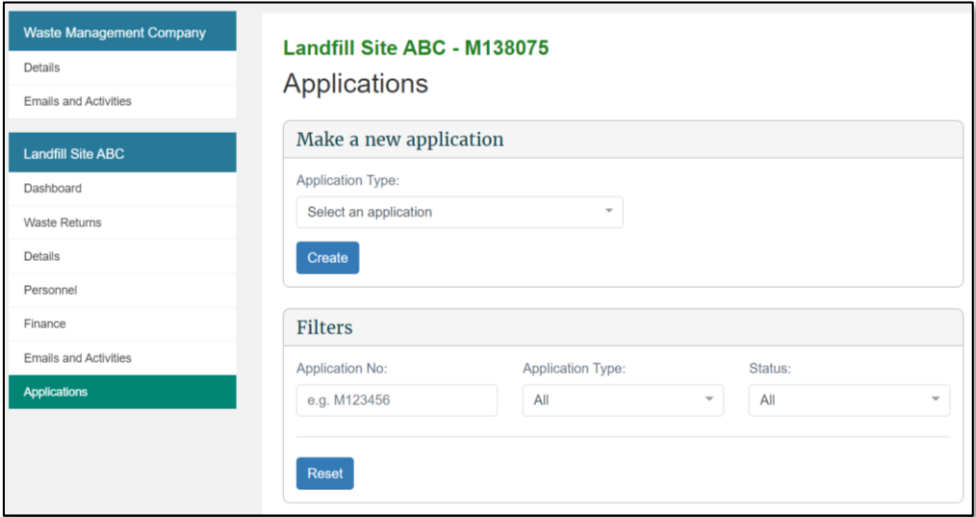 Waste Management Company
Details
Emails and Activities
Landfill Site ABC
Dashboard
Waste Returns
Details
Personnel
Finance
Emails and Activities
Applications
Landfill Site ABC - M138075
Applications
Make a new application
Application Type:
Select an application
Create
Filters
Application No: Application Type: Status:
e.g. M123456 All All
Reset